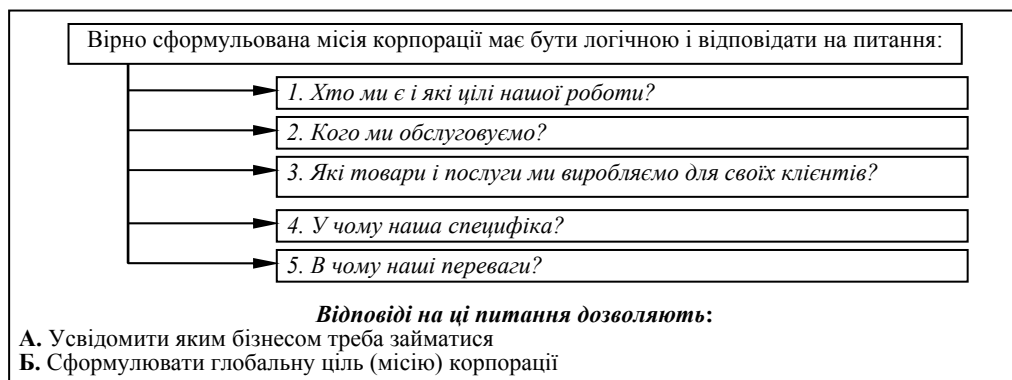 Вірно сформульована місія корпорації має бути логічною і відповідати на питання:
1. Хто ми є і які цілі нашої роботи?
2. Кого ми обслуговуємо?
3. Які товари і послуги ми виробляємо для своїх клієнтів?
4. У чому наша специфіка?
5. В чому наші переваги?
Відповіді на ці питання дозволяють:
А. Усвідомити яким бізнесом треба займатися
Б. Сформулювати глобальну ціль (місію) корпорації